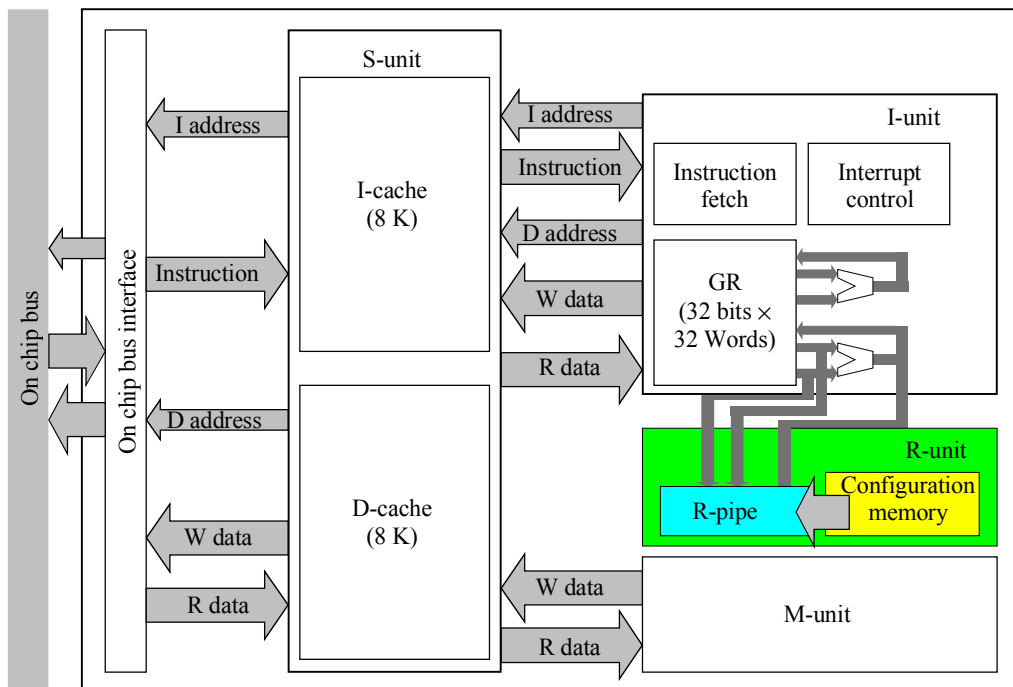 On chip bus
On chip bus interface
S-unit
I-cache
(8 K)
D-cache
(8 K)
I address
Instruction
D address
W data
R data
I address
Instruction
D address
W data
R data
W data
R data
I-unit
Instruction
fetch
Interrupt
control
GR
(32 bits ×
32 Words)
R-unit
R-pipe
Configuration
memory
M-unit